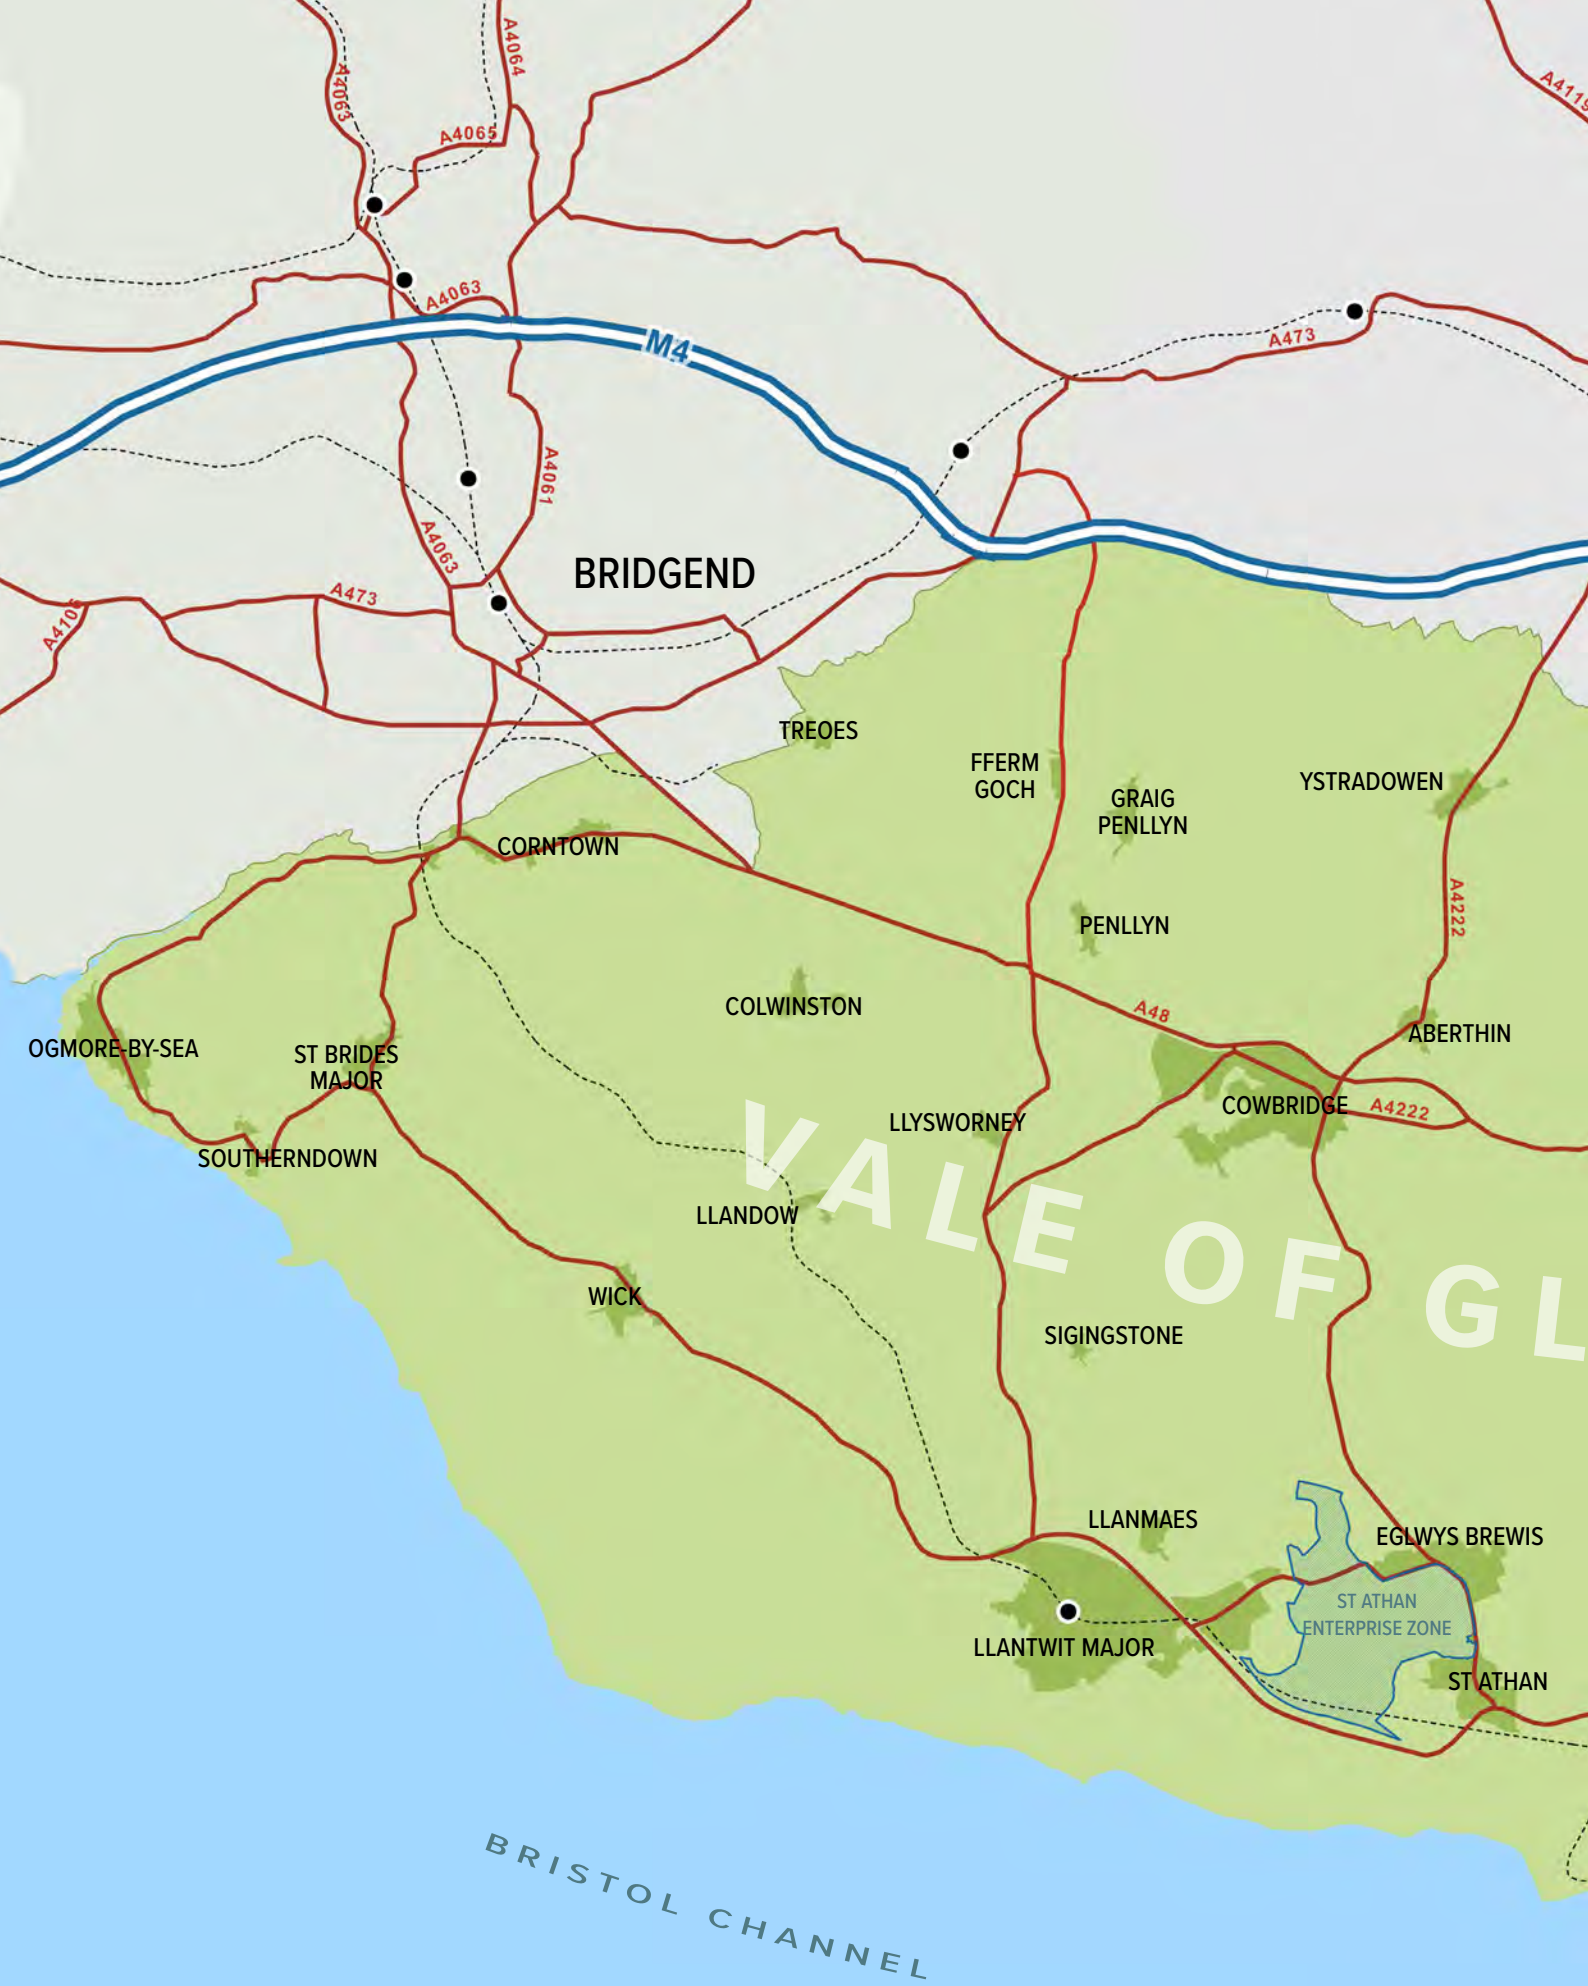 A4064
A4063
A4119
A4065
A4063
A473
M4
A4061
A4063
BRIDGEND
A473
A4106
TREOES
FFERM
GOCH
GRAIG
PENLLYN
YSTRADOWEN
CORNTOWN
A4222
PENLLYN
COLWINSTON
A48
ABERTHIN
OGMORE-BY-SEA
ST BRIDES
MAJOR
COWBRIDGE
A4222
LLYSWORNEY
SOUTHERNDOWN
VALE OF GL
LLANDOW
WICK
SIGINGSTONE
LLANMAES
EGLWYS BREWIS
ST ATHAN
ENTERPRISE ZONE
LLANTWIT MAJOR
ST ATHAN
BRISTOL CHANNEL